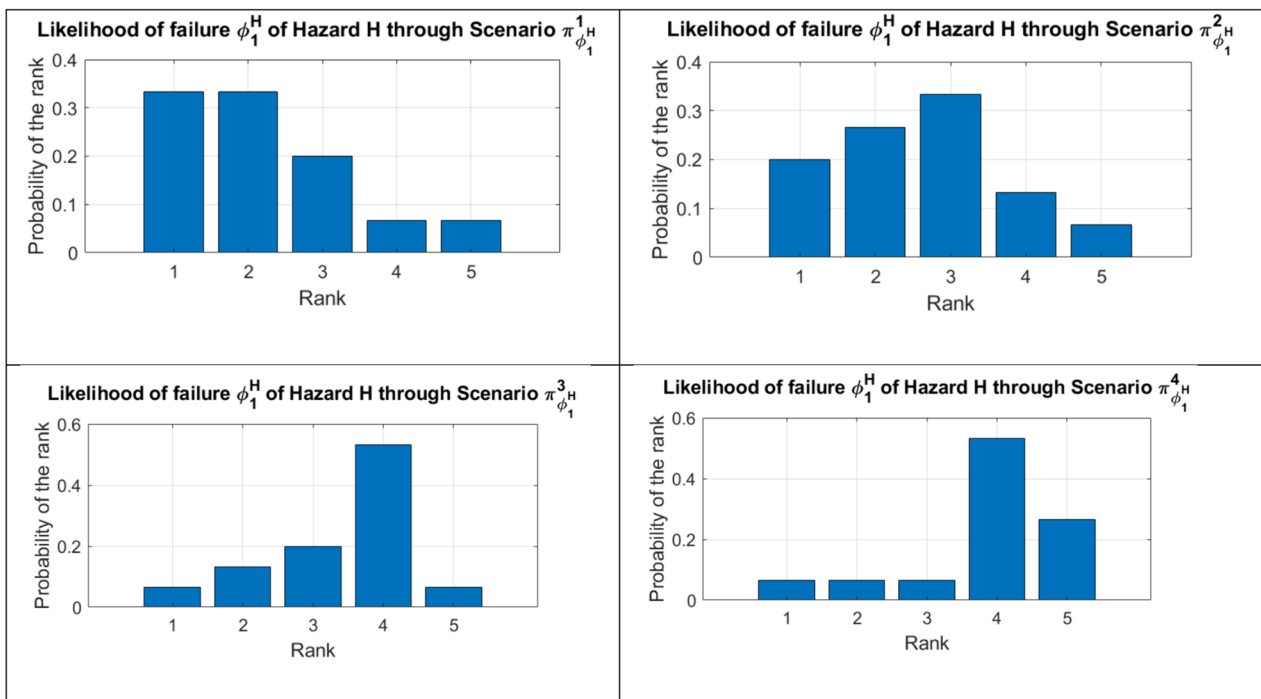 Likelihood of failure ϕ₁ᴴ of Hazard H through Scenario π¹_ϕ₁ᴴ
Probability of the rank
0.4
0.3
0.2
0.1
0
1 2 3 4 5
Rank
Likelihood of failure ϕ₁ᴴ of Hazard H through Scenario π²_ϕ₁ᴴ
Probability of the rank
0.4
0.3
0.2
0.1
0
1 2 3 4 5
Rank
Likelihood of failure ϕ₁ᴴ of Hazard H through Scenario π³_ϕ₁ᴴ
Probability of the rank
0.6
0.4
0.2
0
1 2 3 4 5
Rank
Likelihood of failure ϕ₁ᴴ of Hazard H through Scenario π⁴_ϕ₁ᴴ
Probability of the rank
0.6
0.4
0.2
0
1 2 3 4 5
Rank